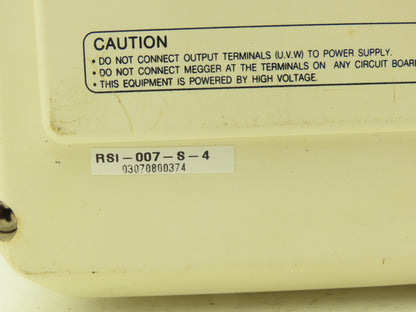 CAUTION
• DO NOT CONNECT OUTPUT TERMINALS (U.V.W) TO POWER SUPPLY.
• DO NOT CONNECT MEGGER AT THE TERMINALS ON ANY CIRCUIT BOAR
• THIS EQUIPMENT IS POWERED BY HIGH VOLTAGE.
RSI-007-S-4
03070800374